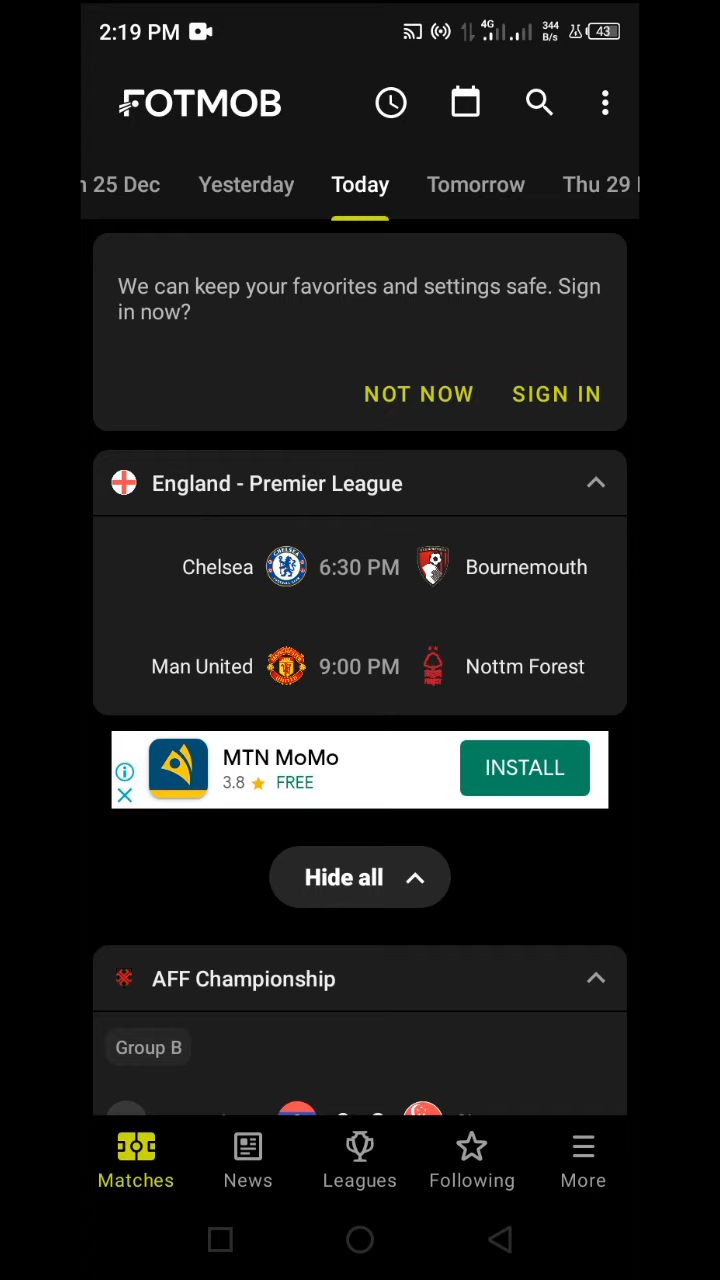 2:19 PM
4G
344 B/s
43
FOTMOB
25 Dec
Yesterday
Today
Tomorrow
Thu 29
We can keep your favorites and settings safe. Sign
in now?
NOT NOW
SIGN IN
England - Premier League
Chelsea 6:30 PM Bournemouth
Man United 9:00 PM Nottm Forest
MTN MoMo
3.8 ★ FREE
INSTALL
Hide all
AFF Championship
Group B
Matches
News
Leagues
Following
More